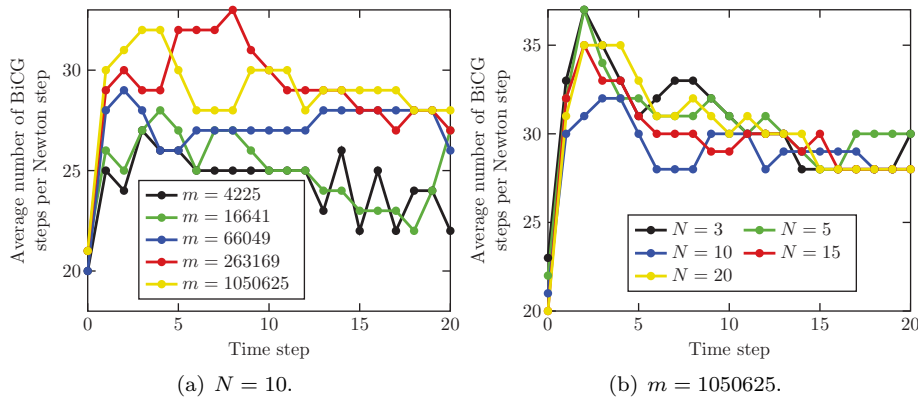 Average number of BiCG
steps per Newton step
30
25
20
m = 4225
m = 16641
m = 66049
m = 263169
m = 1050625
0 5 10 15 20
Time step
(a) N = 10.
Average number of BiCG
steps per Newton step
35
30
25
20
N = 3 N = 5
N = 10 N = 15
N = 20
0 5 10 15 20
Time step
(b) m = 1050625.